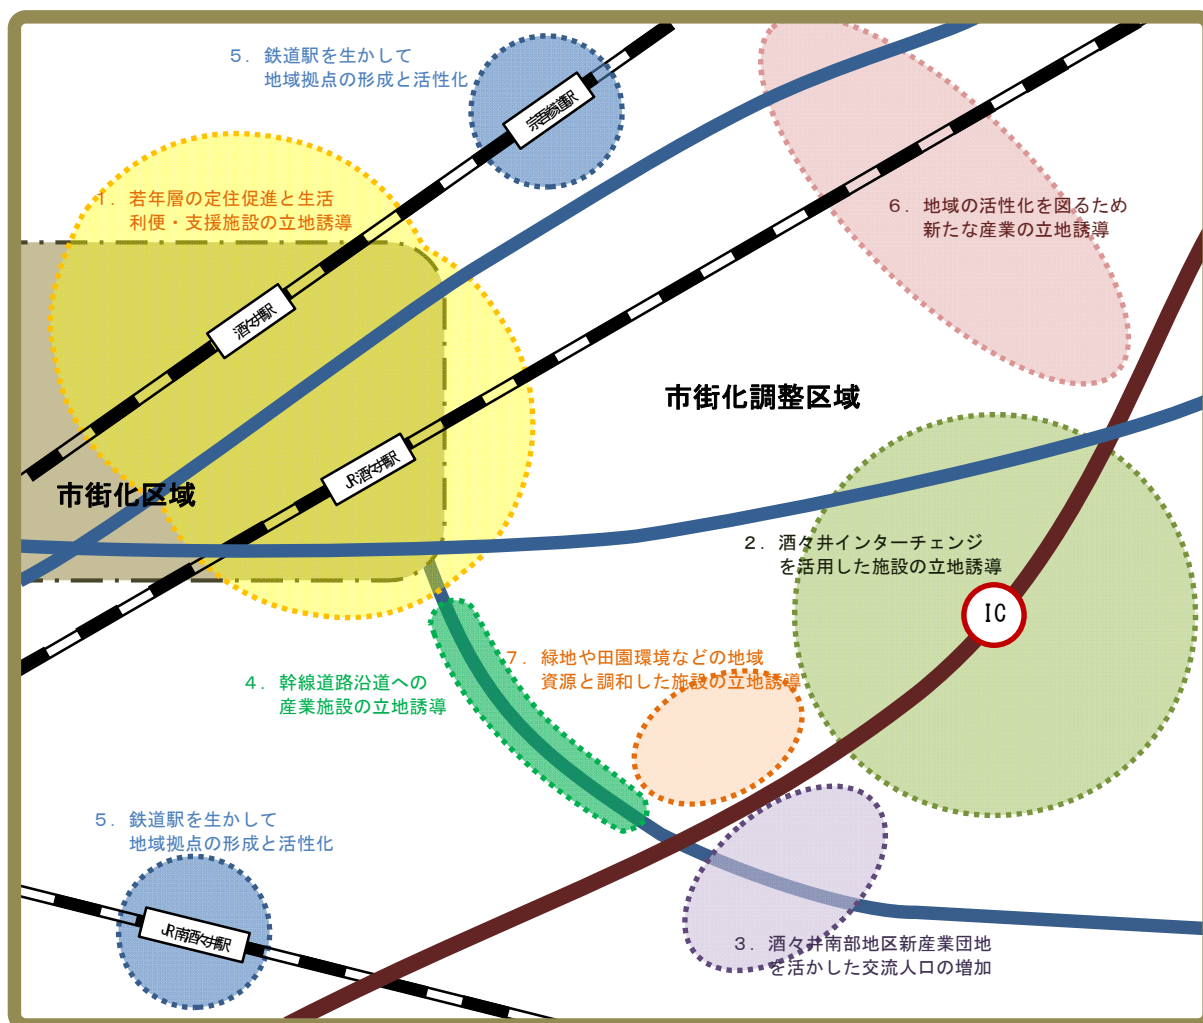 5．鉄道駅を生かして
地域拠点の形成と活性化
宗吾参道駅
1．若年層の定住促進と生活
利便・支援施設の立地誘導
6．地域の活性化を図るため
新たな産業の立地誘導
酒々井駅
市街化調整区域
JR酒々井駅
市街化区域
2．酒々井インターチェンジ
を活用した施設の立地誘導
IC
7．緑地や田園環境などの地域
資源と調和した施設の立地誘導
4．幹線道路沿道への
産業施設の立地誘導
5．鉄道駅を生かして
地域拠点の形成と活性化
JR南酒々井駅
3．酒々井南部地区新産業団地
を活かした交流人口の増加